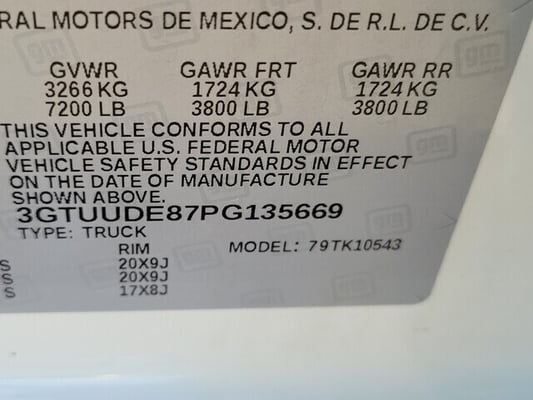 RAL MOTORS DE MEXICO, S. DE R.L. DE C.V.
GVWR GAWR FRT GAWR RR
3266 KG 1724 KG 1724 KG
7200 LB 3800 LB 3800 LB
THIS VEHICLE CONFORMS TO ALL
APPLICABLE U.S. FEDERAL MOTOR
VEHICLE SAFETY STANDARDS IN EFFECT
ON THE DATE OF MANUFACTURE
SHOWN ABOVE.
3GTUUDE87PG135669
TYPE: TRUCK
RIM MODEL: 79TK10543
S 20X9J
S 20X9J
S 17X8J